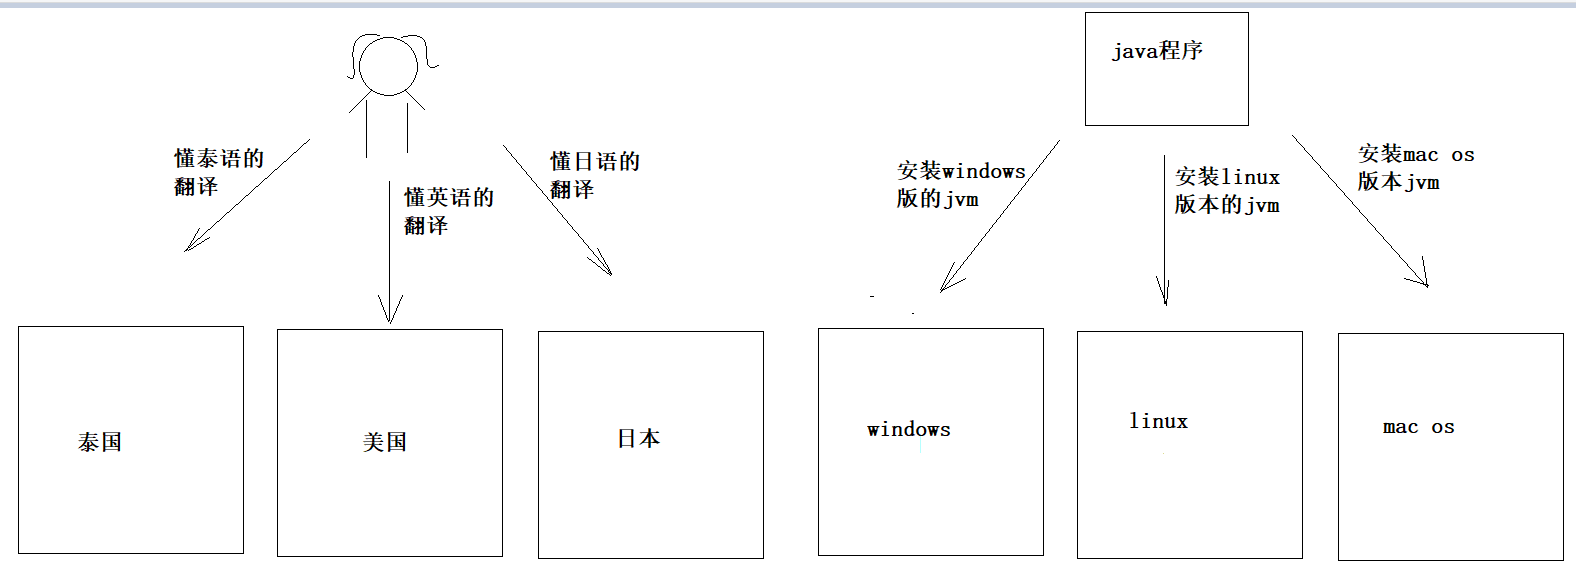 java程序
懂泰语的
翻译
懂英语的
翻译
懂日语的
翻译
安装windows
版的jvm
安装linux
版本的jvm
安装mac os
版本jvm
泰国
美国
日本
windows
linux
mac os